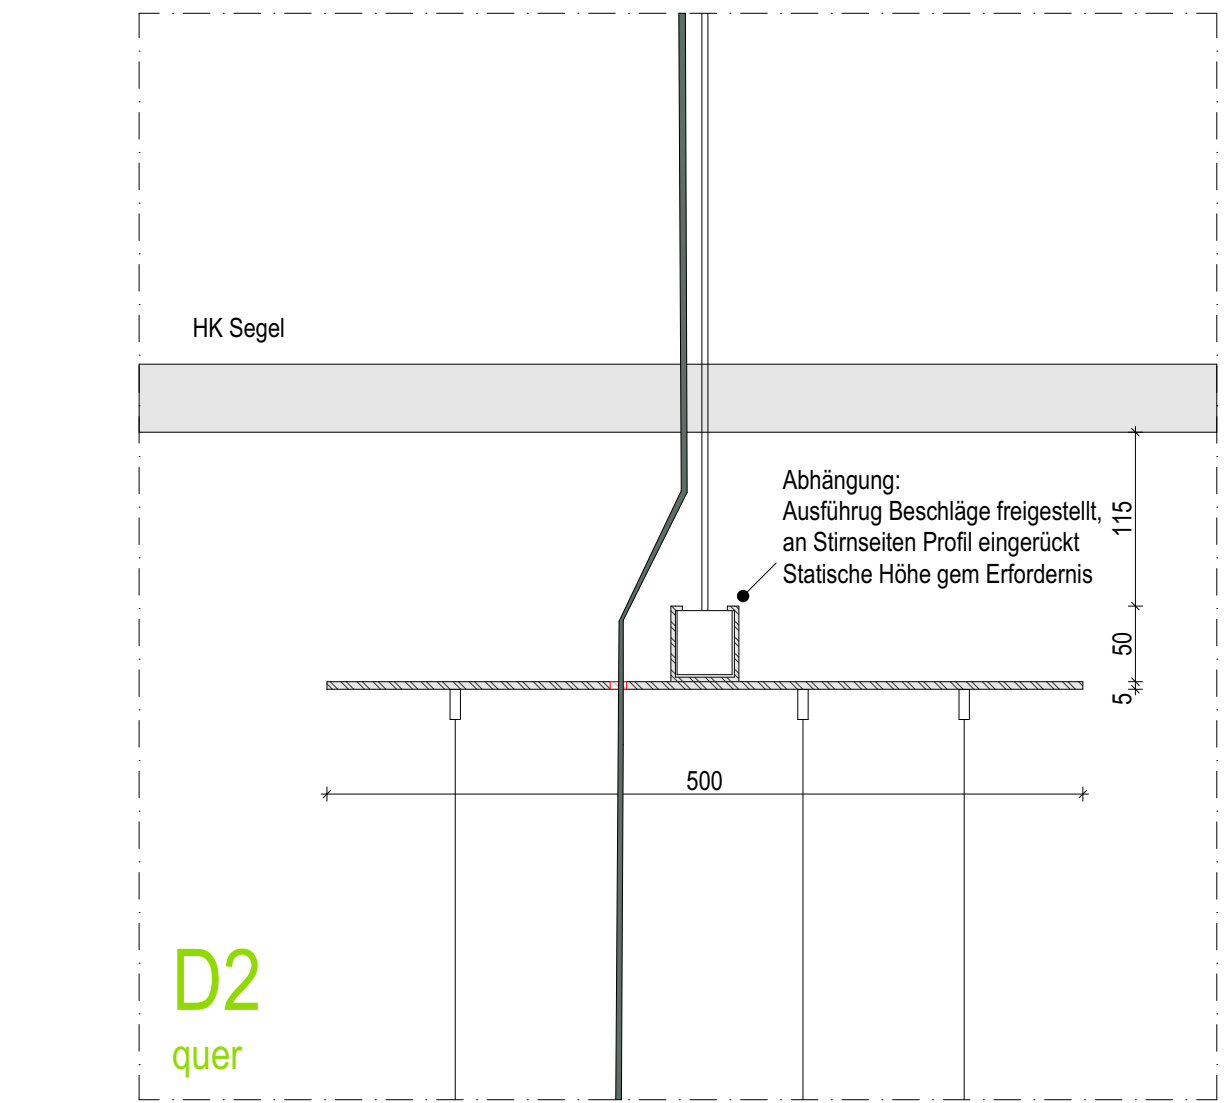 HK Segel
Abhängung:
Ausführug Beschläge freigestellt,
an Stirnseiten Profil eingerückt
Statische Höhe gem Erfordernis
115
50
5
500
D2
quer